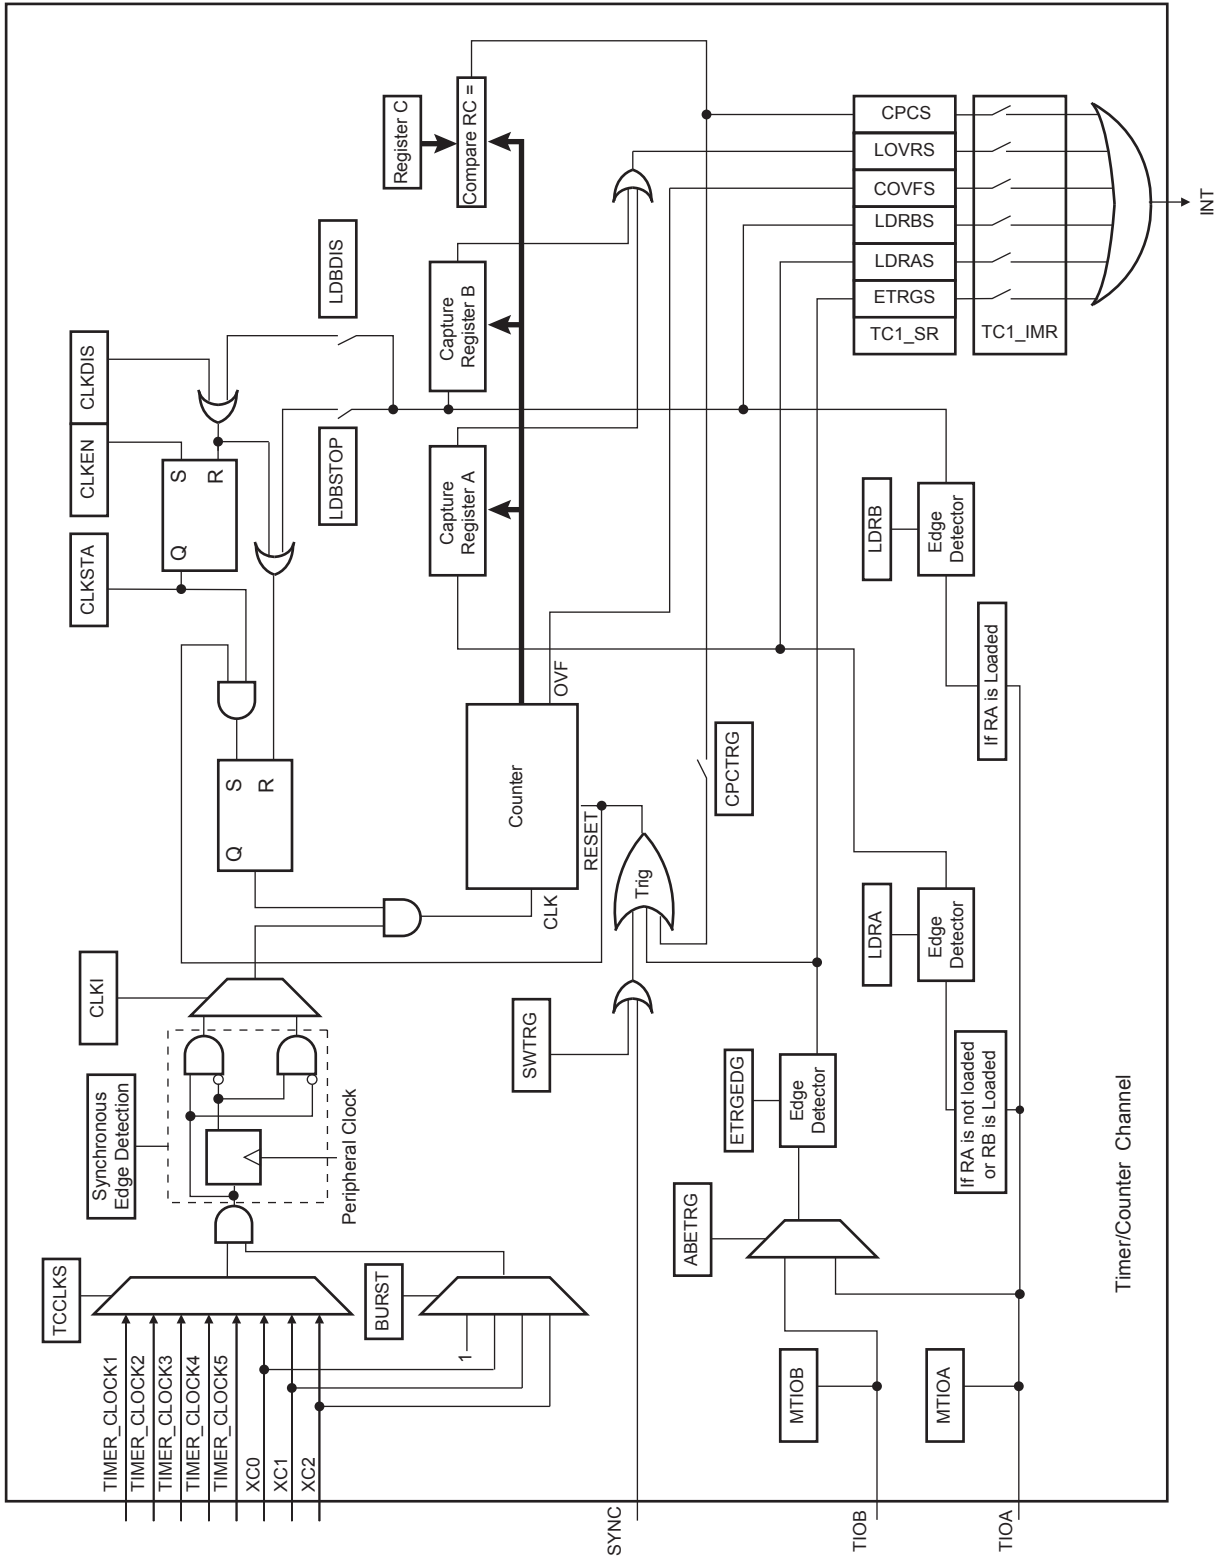 TCCLKS
TIMER_CLOCK1
TIMER_CLOCK2
TIMER_CLOCK3
TIMER_CLOCK4
TIMER_CLOCK5
XC0
XC1
XC2
Synchronous
Edge Detection
CLKI
Peripheral Clock
BURST
1
CLKSTA
CLKEN
CLKDIS
Q
S
R
Q
S
R
LDBSTOP
LDBDIS
Register C
Compare RC =
Capture
Register A
Capture
Register B
Counter
CLK
RESET
OVF
SYNC
SWTRG
Trig
CPCTRG
TIOB
MTIOB
ABETRG
ETRGEDG
Edge
Detector
TIOA
MTIOA
If RA is not loaded
or RB is Loaded
LDRA
Edge
Detector
If RA is Loaded
LDRB
Edge
Detector
CPCS
LOVRS
COVFS
LDRBS
LDRAS
ETRGS
TC1_SR
TC1_IMR
INT
Timer/Counter Channel